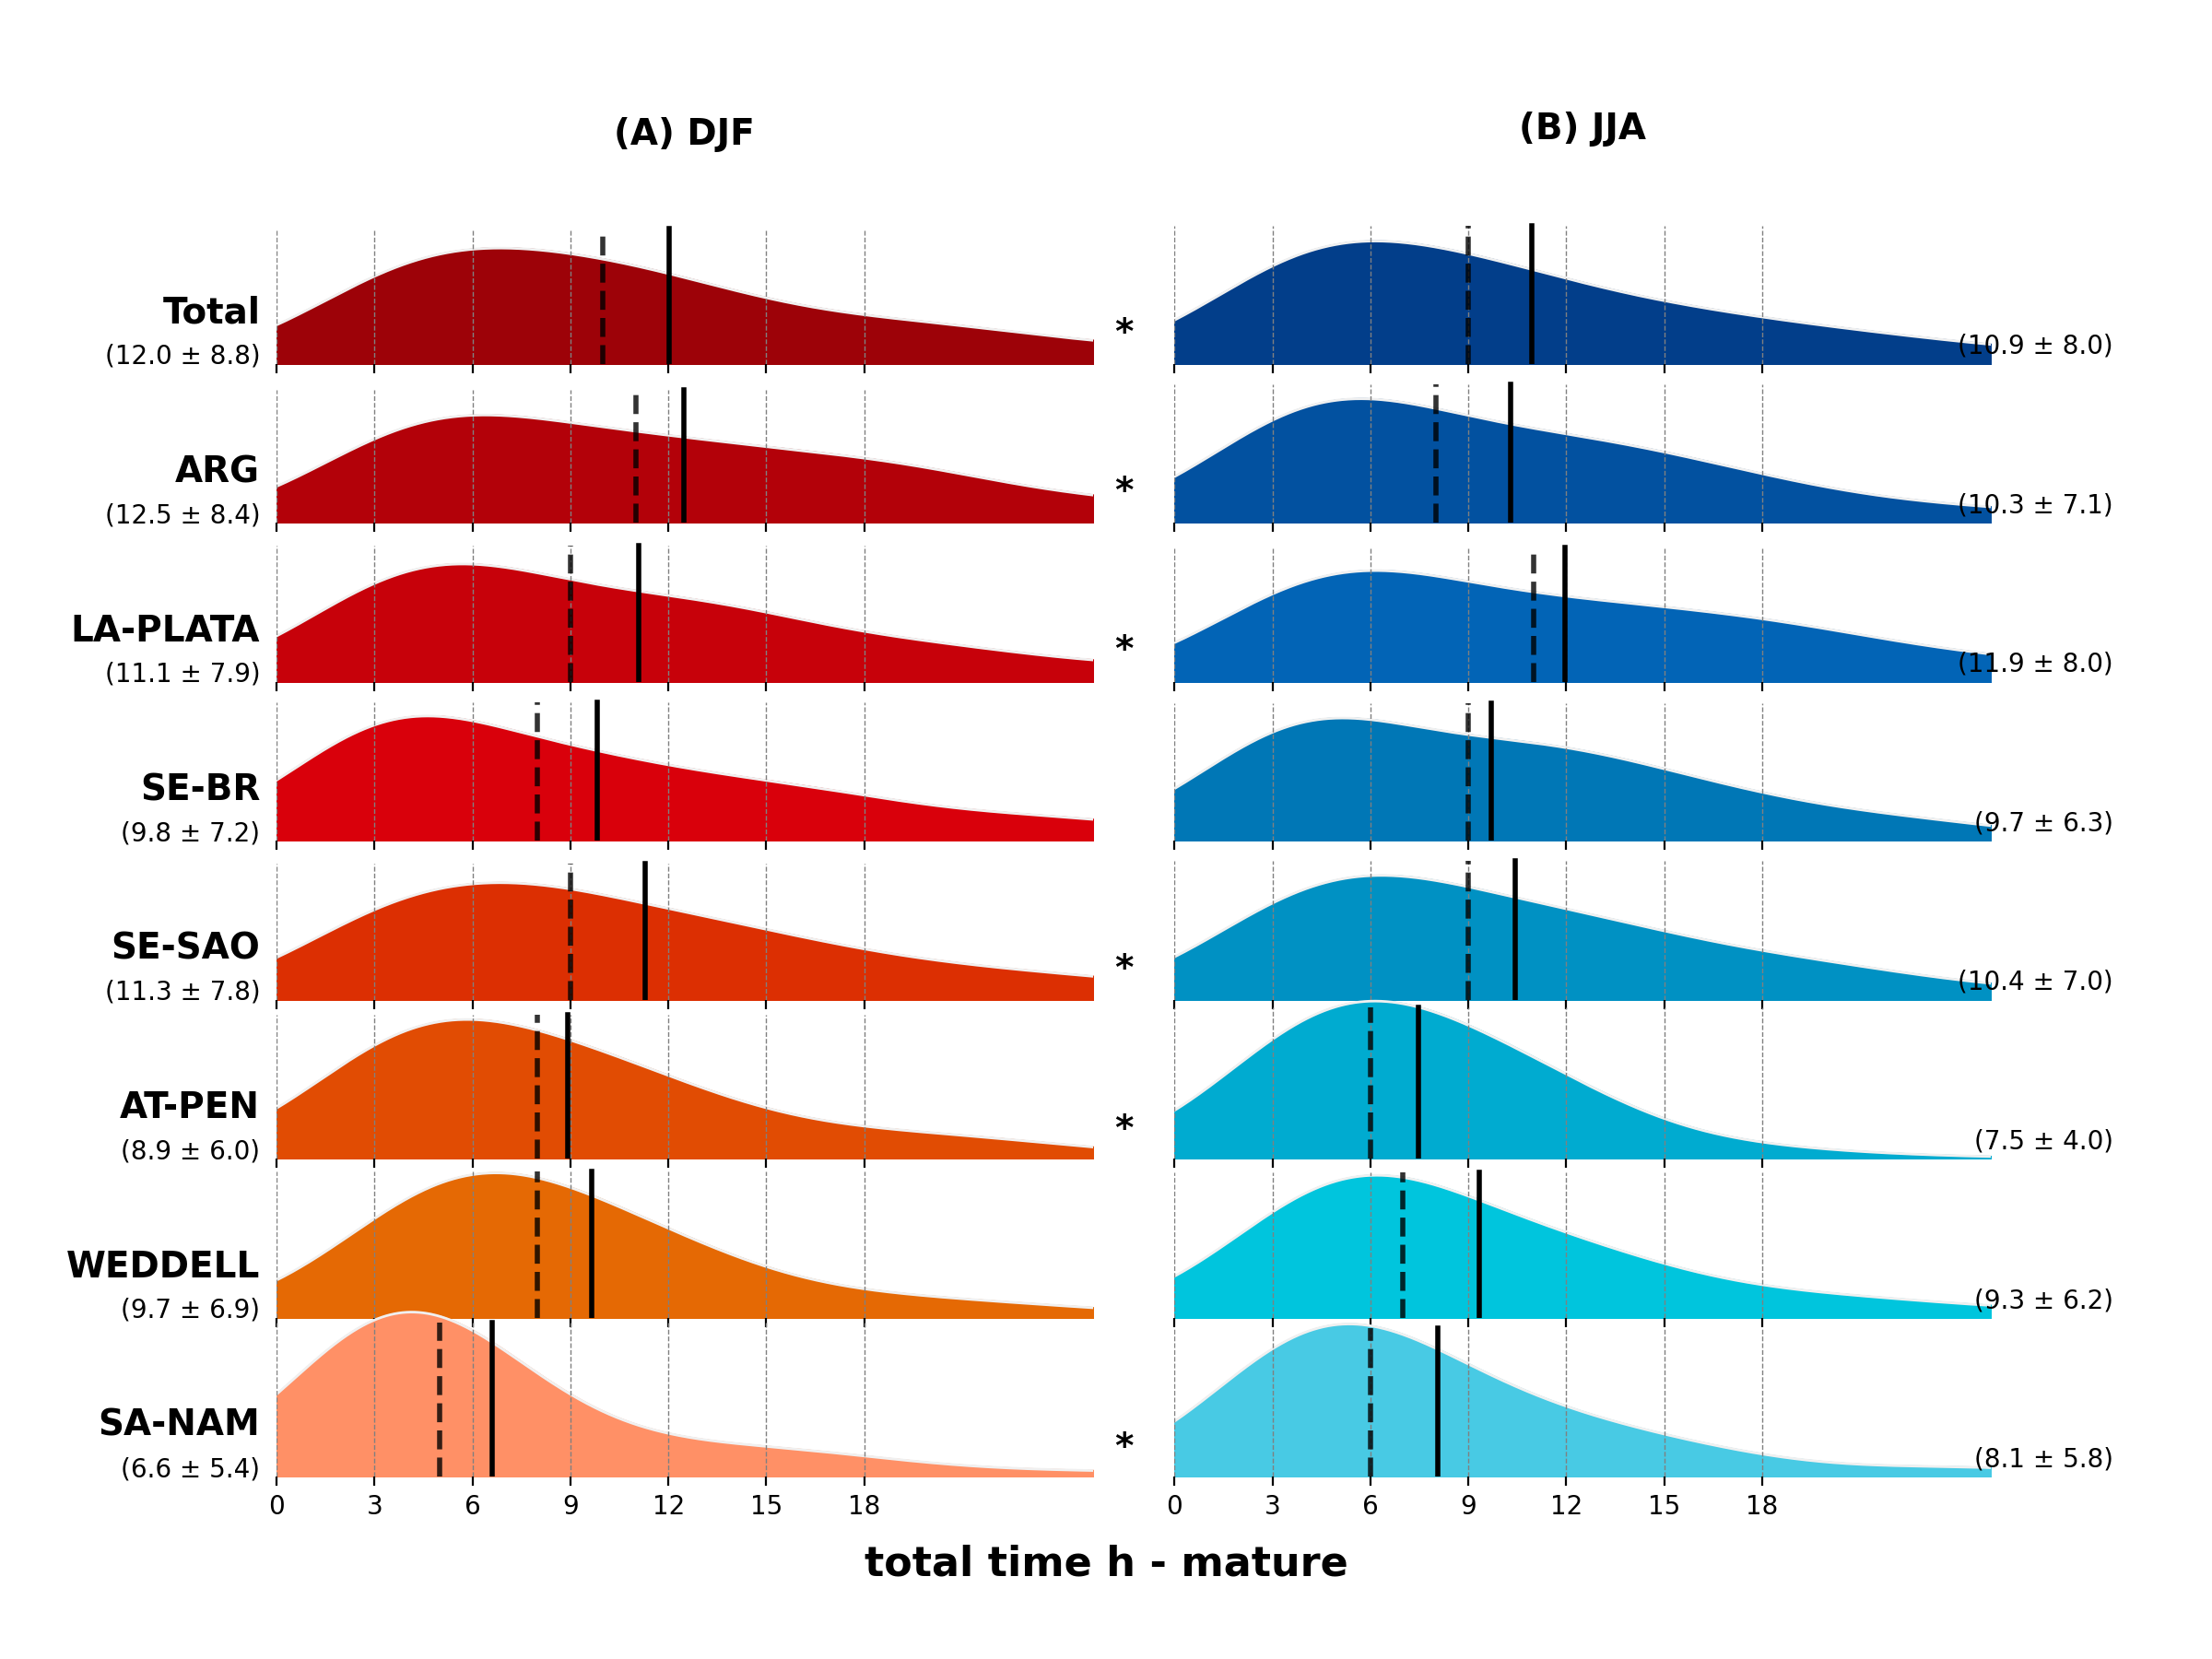 (A) DJF
(B) JJA
Total
(12.0 ± 8.8)
*
(10.9 ± 8.0)
ARG
(12.5 ± 8.4)
*
(10.3 ± 7.1)
LA-PLATA
(11.1 ± 7.9)
*
(11.9 ± 8.0)
SE-BR
(9.8 ± 7.2)
(9.7 ± 6.3)
SE-SAO
(11.3 ± 7.8)
*
(10.4 ± 7.0)
AT-PEN
(8.9 ± 6.0)
*
(7.5 ± 4.0)
WEDDELL
(9.7 ± 6.9)
(9.3 ± 6.2)
SA-NAM
(6.6 ± 5.4)
*
(8.1 ± 5.8)
0 3 6 9 12 15 18
0 3 6 9 12 15 18
total time h - mature